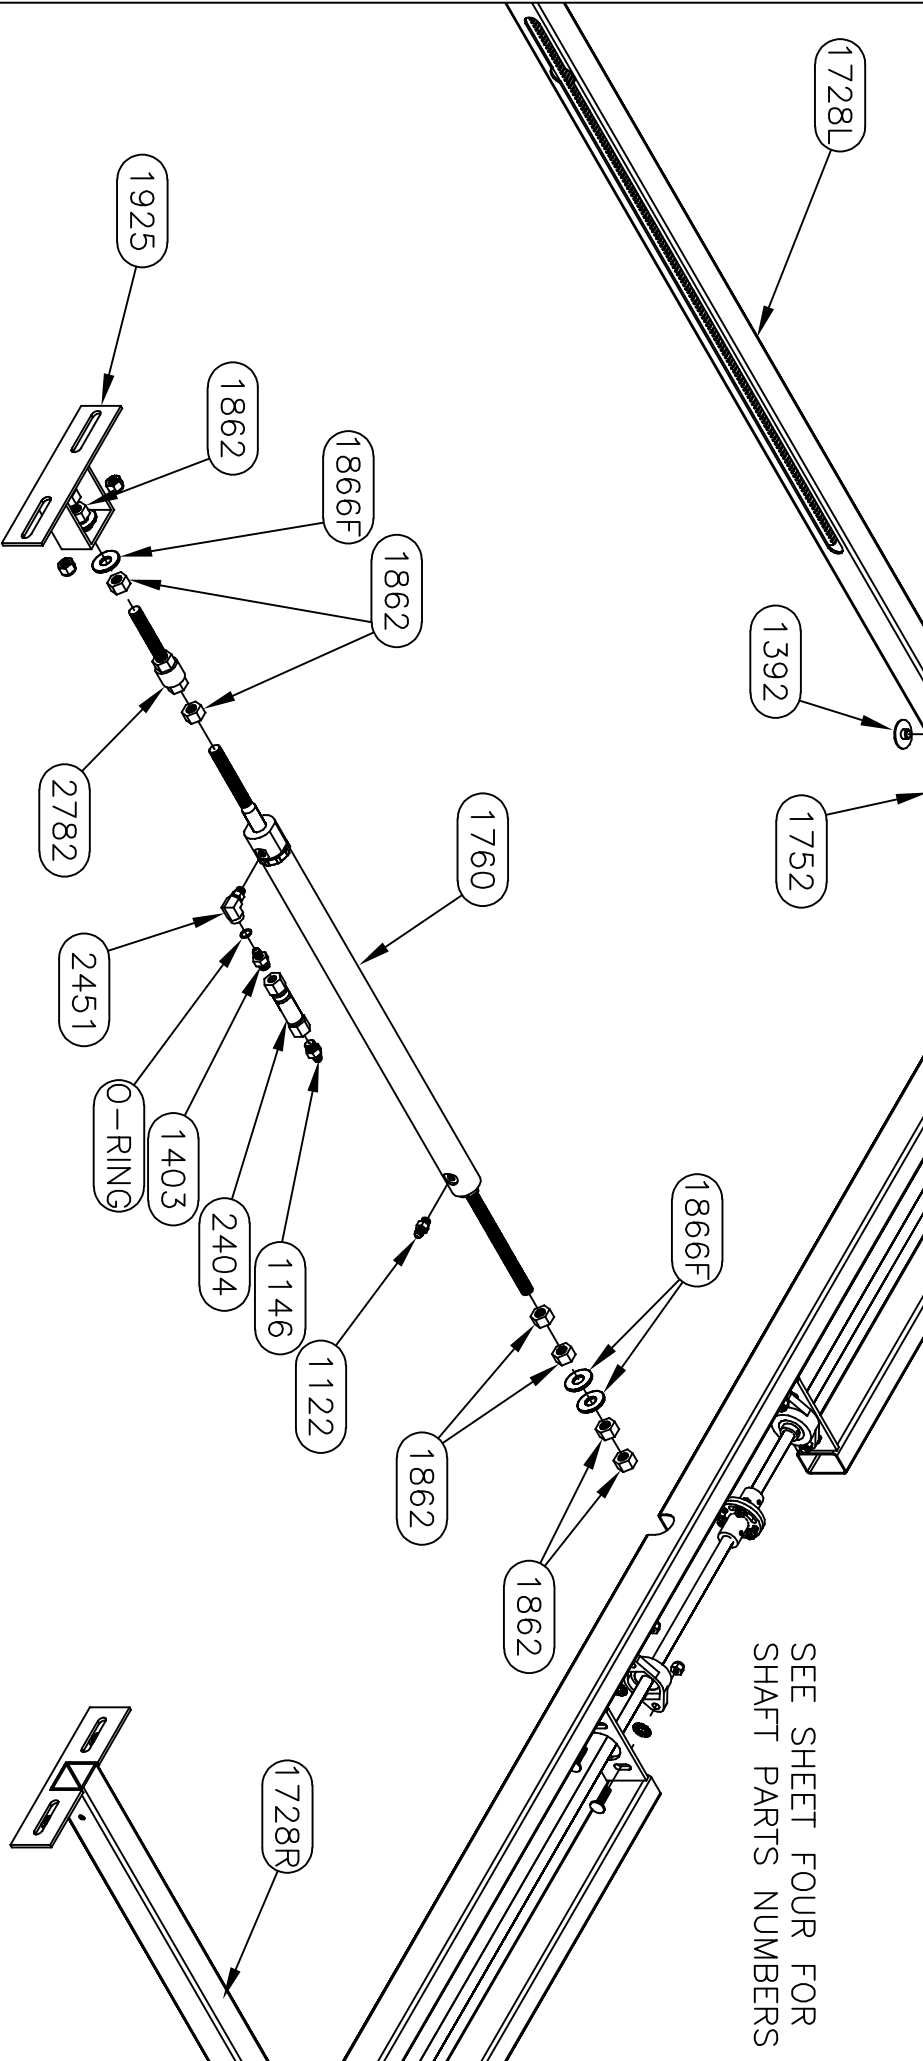 SEE SHEET FOUR FOR
SHAFT PARTS NUMBERS
1728L
1392
1752
1866F
1925
1862
1866F
1862
1760
2782
2451
O-RING
1403
2404
1146
1122
1862
1862
1728R